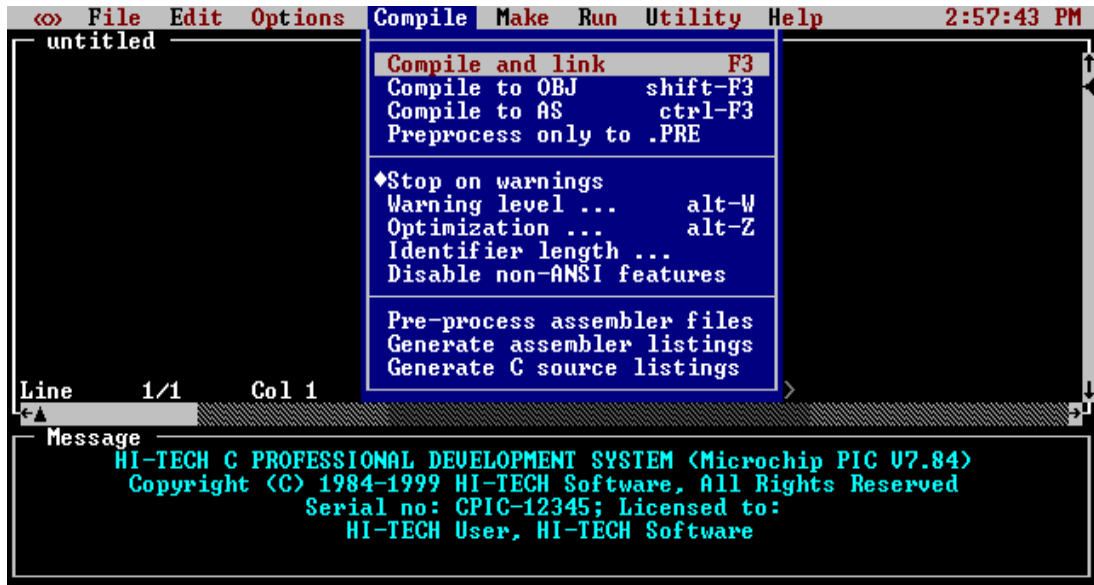 «» File Edit Options Compile Make Run Utility Help 2:57:43 PM
untitled
Compile and link F3
Compile to OBJ shift-F3
Compile to AS ctrl-F3
Preprocess only to .PRE
♦Stop on warnings
Warning level ... alt-W
Optimization ... alt-Z
Identifier length ...
Disable non-ANSI features
Pre-process assembler files
Generate assembler listings
Generate C source listings
Line 1/1 Col 1
Message
HI-TECH C PROFESSIONAL DEVELOPMENT SYSTEM (Microchip PIC V7.84)
Copyright (C) 1984-1999 HI-TECH Software, All Rights Reserved
Serial no: CPIC-12345; Licensed to:
HI-TECH User, HI-TECH Software